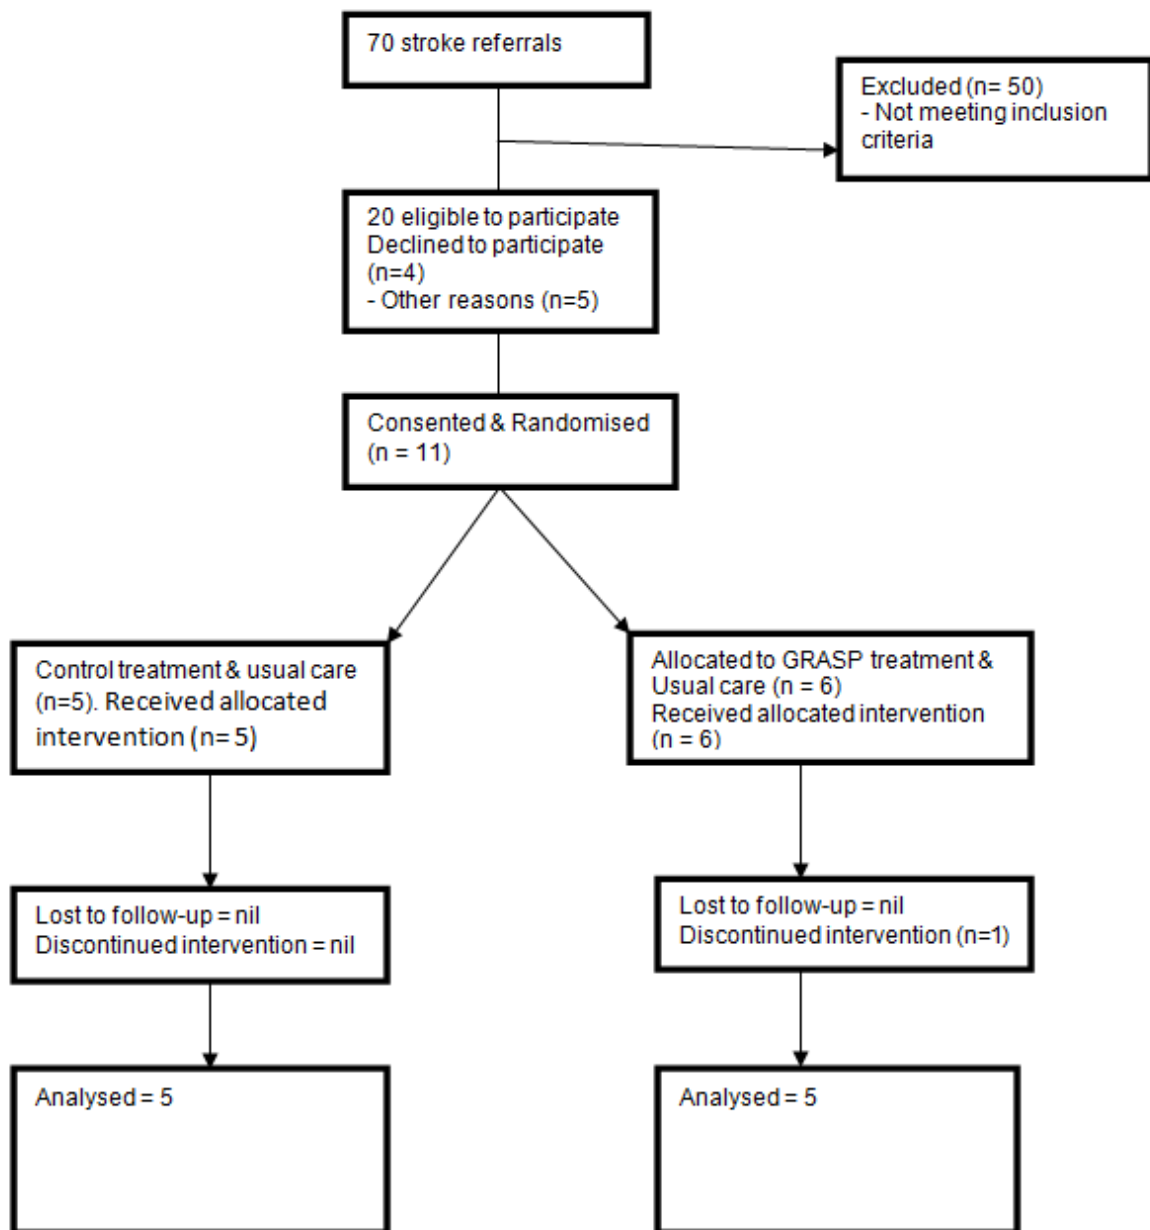 70 stroke referrals
Excluded (n= 50)
- Not meeting inclusion
criteria
20 eligible to participate
Declined to participate
(n=4)
- Other reasons (n=5)
Consented & Randomised
(n = 11)
Control treatment & usual care
(n=5). Received allocated
intervention (n= 5)
Allocated to GRASP treatment &
Usual care (n = 6)
Received allocated intervention
(n = 6)
Lost to follow-up = nil
Discontinued intervention = nil
Lost to follow-up = nil
Discontinued intervention (n=1)
Analysed = 5
Analysed = 5